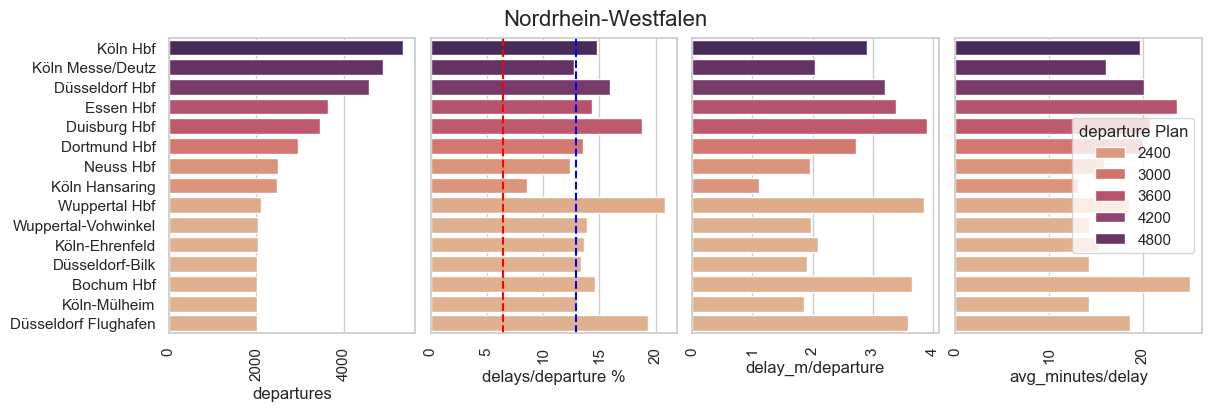 Nordrhein-Westfalen
Köln Hbf
Köln Messe/Deutz
Düsseldorf Hbf
Essen Hbf
Duisburg Hbf
Dortmund Hbf
Neuss Hbf
Köln Hansaring
Wuppertal Hbf
Wuppertal-Vohwinkel
Köln-Ehrenfeld
Düsseldorf-Bilk
Bochum Hbf
Köln-Mülheim
Düsseldorf Flughafen
0 2000 4000
departures
0 5 10 15 20
delays/departure %
0 1 2 3 4
delay_m/departure
0 10 20
avg_minutes/delay
departure Plan
2400
3000
3600
4200
4800